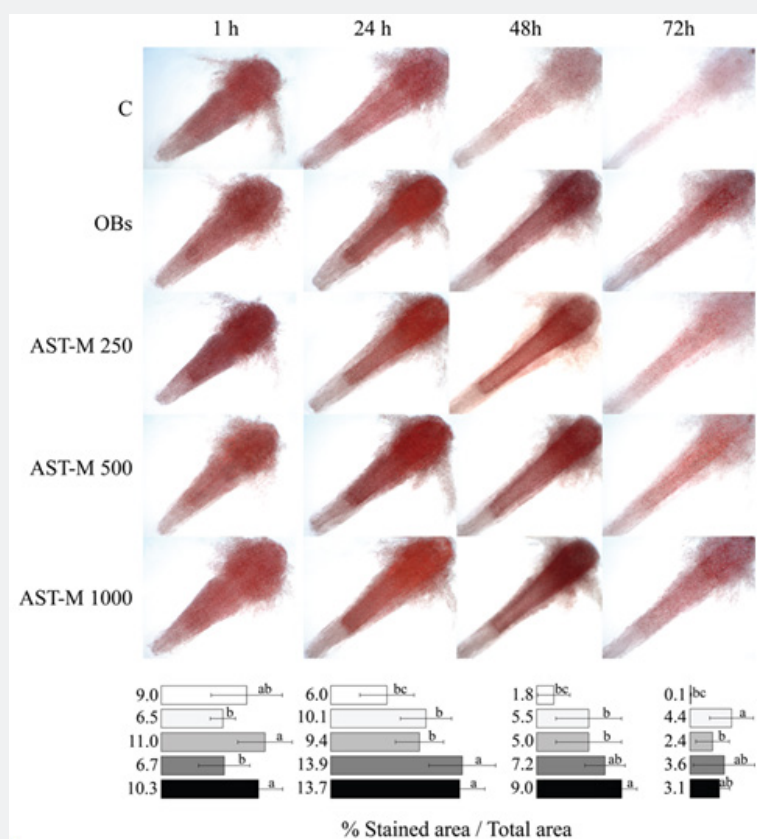 1 h 24 h 48h 72h
C
OBs
AST-M 250
AST-M 500
AST-M 1000
9.0 ab 6.0 bc 1.8 bc 0.1 bc
6.5 b 10.1 b 5.5 b 4.4 a
11.0 a 9.4 b 5.0 b 2.4 b
6.7 b 13.9 a 7.2 ab 3.6 ab
10.3 a 13.7 a 9.0 a 3.1 ab
% Stained area / Total area